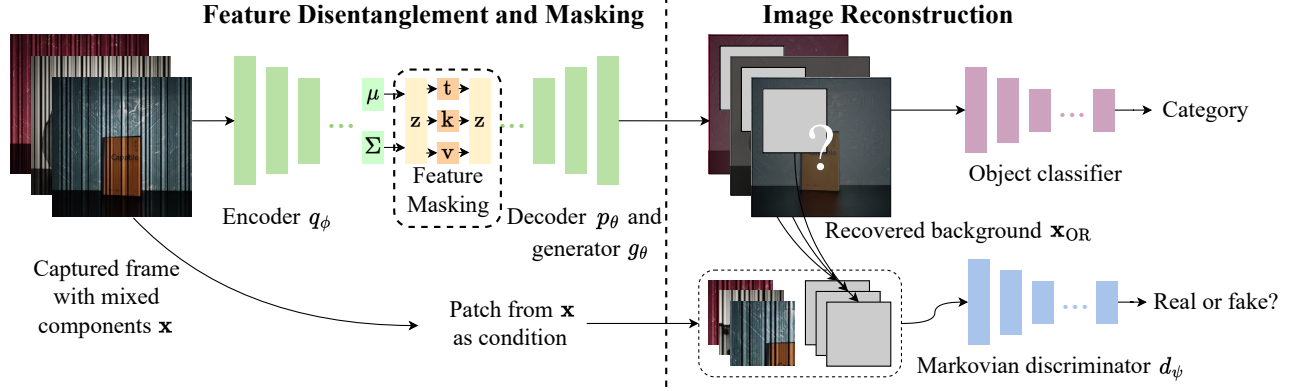 Feature Disentanglement and Masking
Image Reconstruction
μ
Σ
z
t
k
v
z
...
...
...
...
?
Category
Object classifier
Feature
Masking
Encoder qϕ
Decoder pθ and
generator gθ
Recovered background xOR
Captured frame
with mixed
components x
Patch from x
as condition
Real or fake?
Markovian discriminator dψ